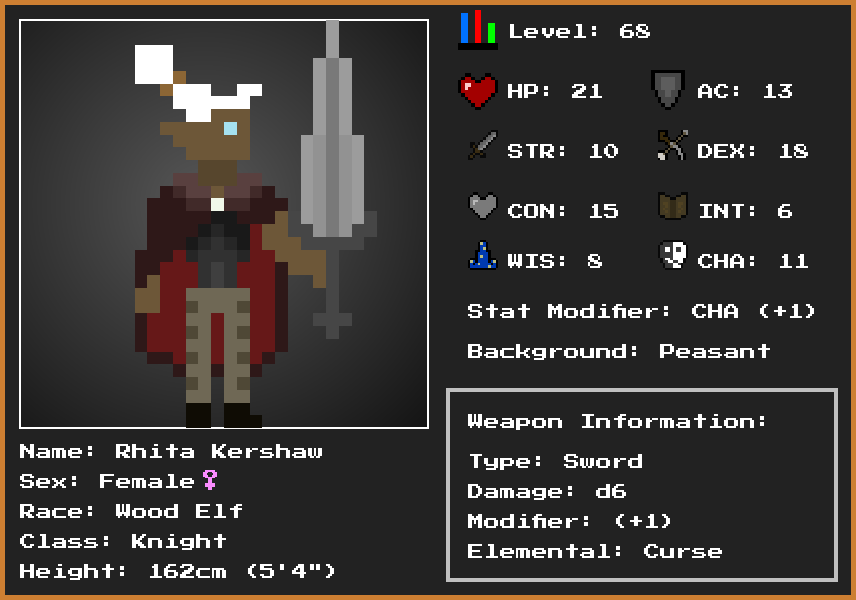 Level: 68
HP: 21 AC: 13
STR: 10 DEX: 18
CON: 15 INT: 6
WIS: 8 CHA: 11
Stat Modifier: CHA (+1)
Background: Peasant
Weapon Information:
Type: Sword
Damage: d6
Modifier: (+1)
Elemental: Curse
Name: Rhita Kershaw
Sex: Female♀
Race: Wood Elf
Class: Knight
Height: 162cm (5'4")